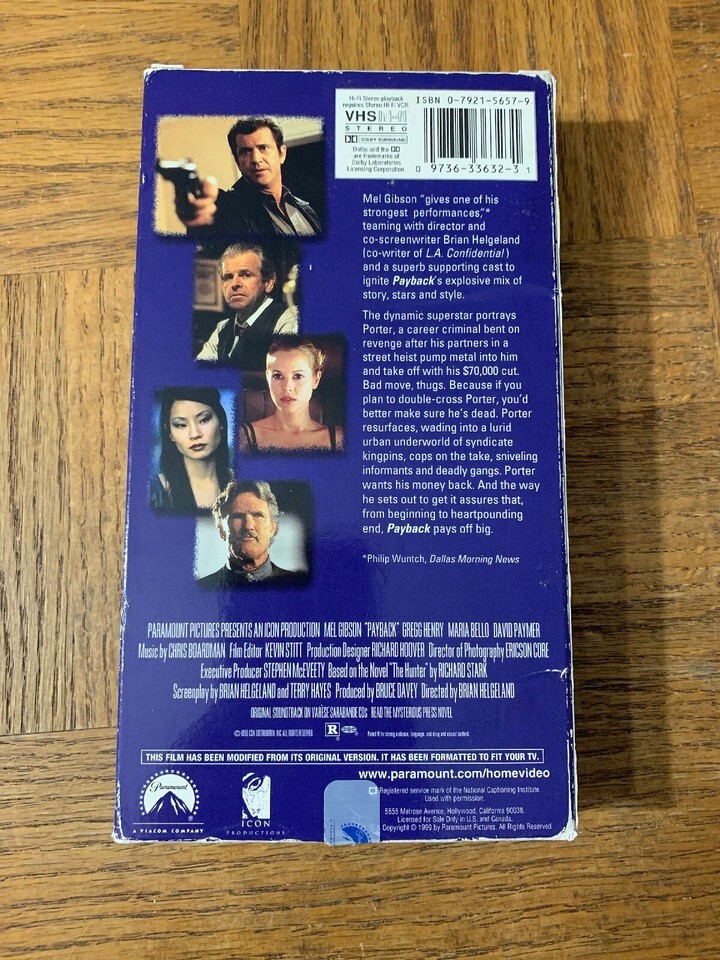 Hi-Fi Stereo playback
requires Stereo Hi-Fi VCR.
VHS hi-fi
STEREO
DOLBY SURROUND
Dolby and the
are trademarks of
Dolby Laboratories
Licensing Corporation.
ISBN 0-7921-5657-9
0 9736-33632-3 1
Mel Gibson "gives one of his
strongest performances,"*
teaming with director and
co-screenwriter Brian Helgeland
(co-writer of L.A. Confidential)
and a superb supporting cast to
ignite Payback's explosive mix of
story, stars and style.
The dynamic superstar portrays
Porter, a career criminal bent on
revenge after his partners in a
street heist pump metal into him
and take off with his $70,000 cut.
Bad move, thugs. Because if you
plan to double-cross Porter, you'd
better make sure he's dead. Porter
resurfaces, wading into a lurid
urban underworld of syndicate
kingpins, cops on the take, sniveling
informants and deadly gangs. Porter
wants his money back. And the way
he sets out to get it assures that,
from beginning to heartpounding
end, Payback pays off big.
*Philip Wuntch, Dallas Morning News
PARAMOUNT PICTURES PRESENTS AN ICON PRODUCTION MEL GIBSON "PAYBACK" GREGG HENRY MARIA BELLO DAVID PAYMER
Music by CHRIS BOARDMAN Film Editor KEVIN STITT Production Designer RICHARD HOOVER Director of Photography ERICSON CORE
Executive Producer STEPHEN McEVEETY Based on the Novel "The Hunter" by RICHARD STARK
Screenplay by BRIAN HELGELAND and TERRY HAYES Produced by BRUCE DAVEY Directed by BRIAN HELGELAND
ORIGINAL SOUNDTRACK ON VARÈSE SARABANDE CDs READ THE MYSTERIOUS PRESS NOVEL
R
Rated R for strong violence, language, and drug and sexual content.
THIS FILM HAS BEEN MODIFIED FROM ITS ORIGINAL VERSION. IT HAS BEEN FORMATTED TO FIT YOUR TV.
www.paramount.com/homevideo
Registered service mark of the National Captioning Institute.
Used with permission.
5555 Melrose Avenue, Hollywood, California 90038.
Licensed for Sale Only in U.S. and Canada.
Copyright © 1999 by Paramount Pictures. All Rights Reserved
Paramount
A VIACOM COMPANY
ICON
PRODUCTIONS